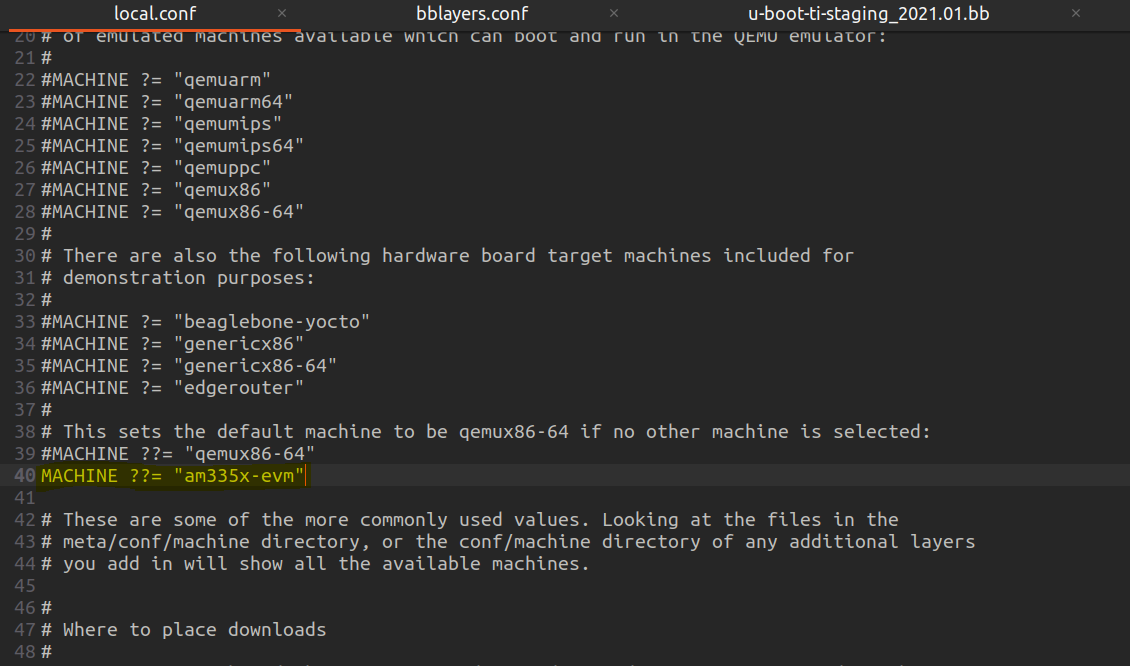 local.conf × bblayers.conf × u-boot-ti-staging_2021.01.bb ×
20 # of emulated machines available which can boot and run in the QEMU emulator:
21 #
22 #MACHINE ?= "qemuarm"
23 #MACHINE ?= "qemuarm64"
24 #MACHINE ?= "qemumips"
25 #MACHINE ?= "qemumips64"
26 #MACHINE ?= "qemuppc"
27 #MACHINE ?= "qemux86"
28 #MACHINE ?= "qemux86-64"
29 #
30 # There are also the following hardware board target machines included for
31 # demonstration purposes:
32 #
33 #MACHINE ?= "beaglebone-yocto"
34 #MACHINE ?= "genericx86"
35 #MACHINE ?= "genericx86-64"
36 #MACHINE ?= "edgerouter"
37 #
38 # This sets the default machine to be qemux86-64 if no other machine is selected:
39 #MACHINE ??= "qemux86-64"
40 MACHINE ??= "am335x-evm"
41
42 # These are some of the more commonly used values. Looking at the files in the
43 # meta/conf/machine directory, or the conf/machine directory of any additional layers
44 # you add in will show all the available machines.
45
46 #
47 # Where to place downloads
48 #